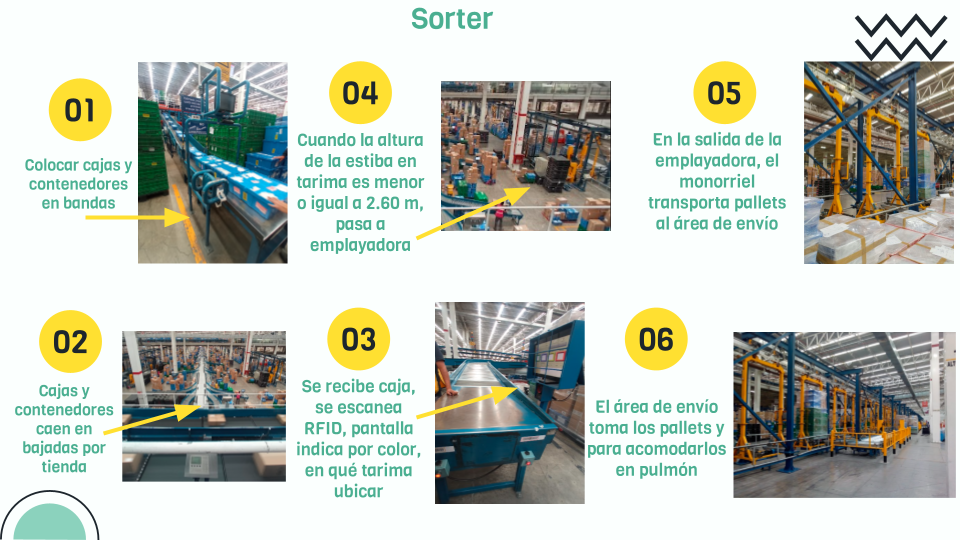 Sorter
01
Colocar cajas y
contenedores
en bandas
02
Cajas y
contenedores
caen en
bajadas por
tienda
03
Se recibe caja,
se escanea
RFID, pantalla
indica por color,
en qué tarima
ubicar
04
Cuando la altura
de la estiba en
tarima es menor
o igual a 2.60 m,
pasa a
emplayadora
05
En la salida de la
emplayadora, el
monorriel
transporta pallets
al área de envío
06
El área de envío
toma los pallets y
para acomodarlos
en pulmón